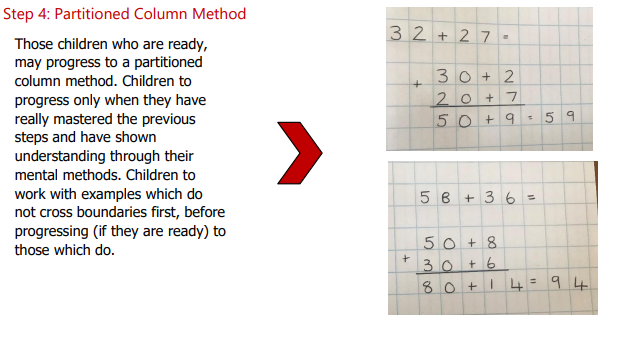 Step 4: Partitioned Column Method
Those children who are ready,
may progress to a partitioned
column method. Children to
progress only when they have
really mastered the previous
steps and have shown
understanding through their
mental methods. Children to
work with examples which do
not cross boundaries first, before
progressing (if they are ready) to
those which do.
32 + 27 =
30 + 2
+
20 + 7
50 + 9 = 59
58 + 36 =
50 + 8
+
30 + 6
80 + 14 = 94